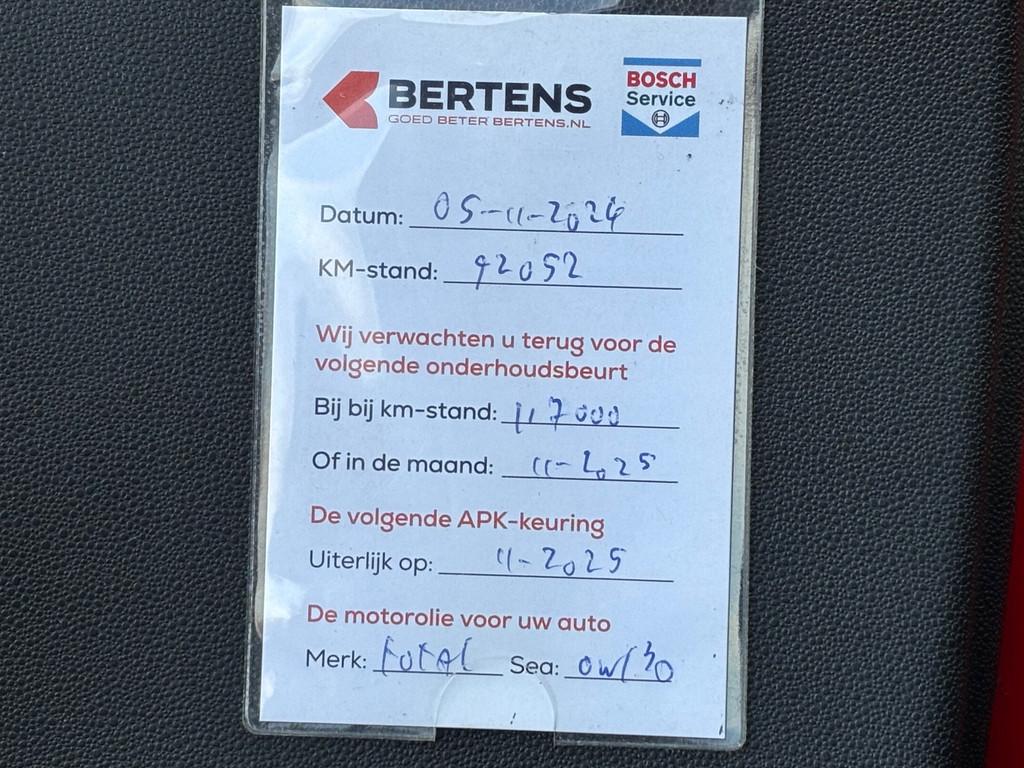 BERTENS
GOED BETER BERTENS.NL
BOSCH
Service
Datum: 05-11-2024
KM-stand: 92052
Wij verwachten u terug voor de
volgende onderhoudsbeurt
Bij bij km-stand: 117000
Of in de maand: 11-2025
De volgende APK-keuring
Uiterlijk op: 11-2025
De motorolie voor uw auto
Merk: total Sea: 0w/30